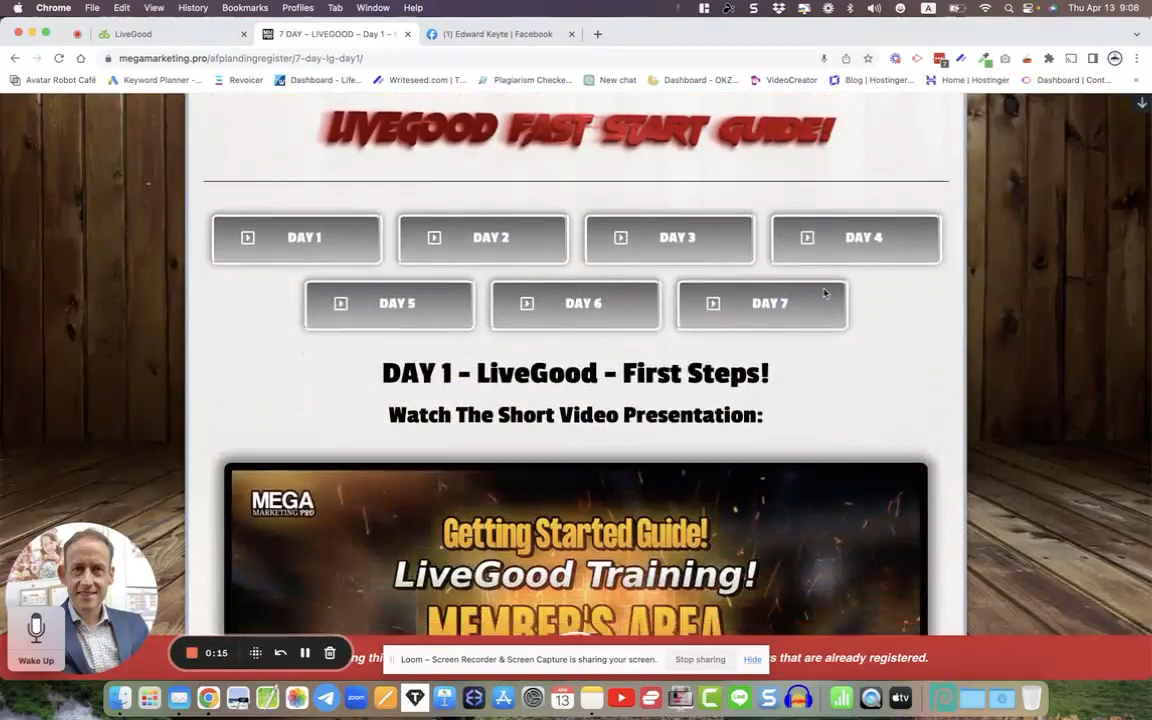 Chrome File Edit View History Bookmarks Profiles Tab Window Help
A Thu Apr 13 9:08
LiveGood
7 DAY – LIVEGOOD – Day 1 –
(1) Edward Keyte | Facebook
megamarketing.pro/afplandingregister/7-day-lg-day1/
Avatar Robot Café
Keyword Planner -...
Revoicer
Dashboard - Life...
Writeseed.com | T...
Plagiarism Checke...
New chat
Dashboard - OKZ...
VideoCreator
Blog | Hostinger...
Home | Hostinger
Dashboard | Cont...
LIVEGOOD FAST START GUIDE!
DAY 1
DAY 2
DAY 3
DAY 4
DAY 5
DAY 6
DAY 7
DAY 1 – LiveGood – First Steps!
Watch The Short Video Presentation:
MEGA
MARKETING PRO
Getting Started Guide!
LiveGood Training!
MEMBER'S AREA
Wake Up
0:15
Loom – Screen Recorder & Screen Capture is sharing your screen.
Stop sharing
Hide
that are already registered.
APR
13
zoom
LINE
tv